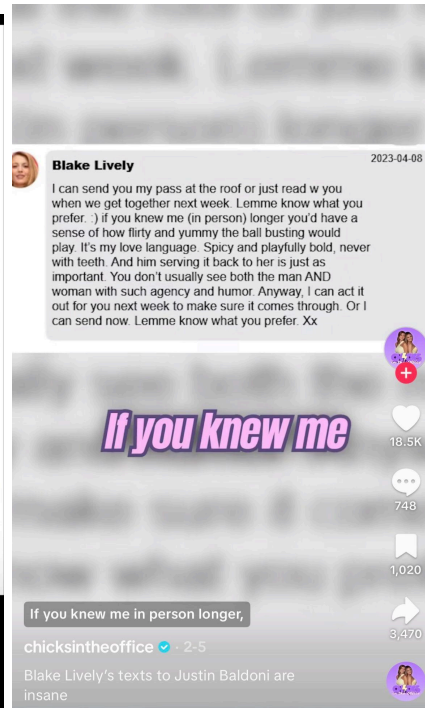 Blake Lively
2023-04-08
I can send you my pass at the roof or just read w you
when we get together next week. Lemme know what you
prefer. :) if you knew me (in person) longer you'd have a
sense of how flirty and yummy the ball busting would
play. It's my love language. Spicy and playfully bold, never
with teeth. And him serving it back to her is just as
important. You don't usually see both the man AND
woman with such agency and humor. Anyway, I can act it
out for you next week to make sure it comes through. Or I
can send now. Lemme know what you prefer. Xx
If you knew me
18.5K
748
1,020
3,470
If you knew me in person longer,
chicksintheoffice · 2-5
Blake Lively's texts to Justin Baldoni are
insane